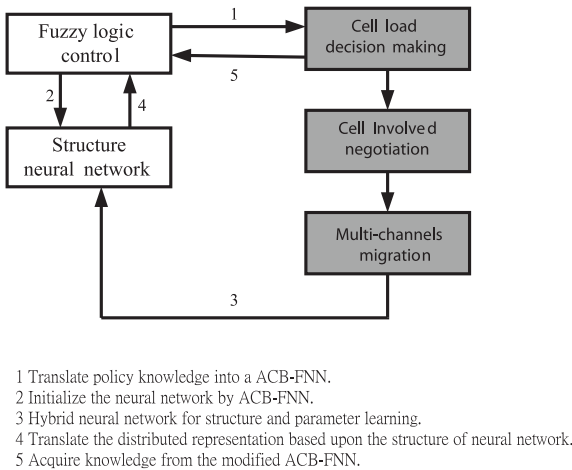 1
Fuzzy logic
control
Cell load
decision making
5
2
4
Structure
neural network
Cell Involved
negotiation
Multi-channels
migration
3
1 Translate policy knowledge into a ACB-FNN.
2 Initialize the neural network by ACB-FNN.
3 Hybrid neural network for structure and parameter learning.
4 Translate the distributed representation based upon the structure of neural network.
5 Acquire knowledge from the modified ACB-FNN.